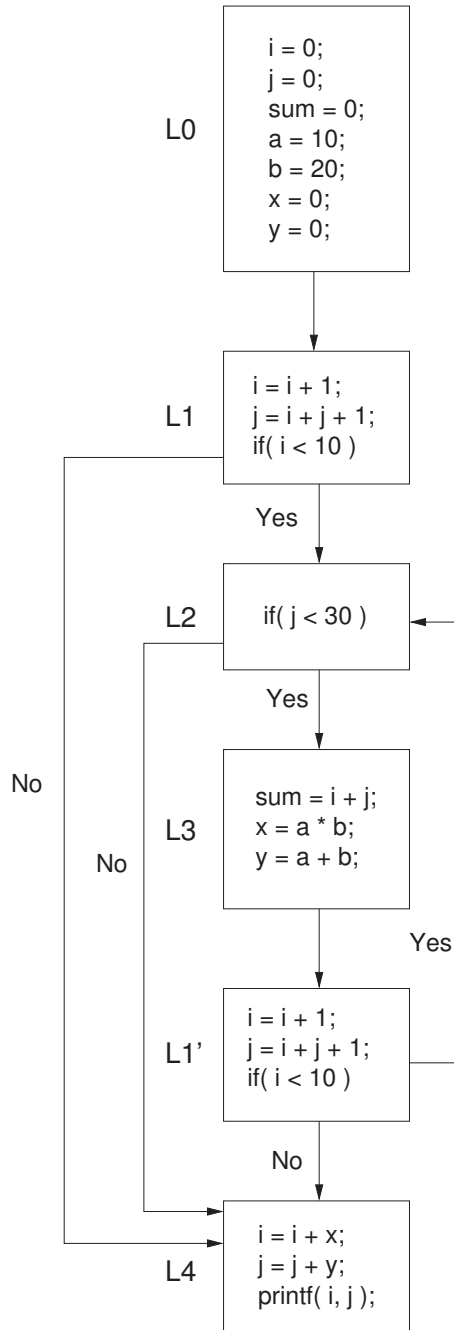 i = 0;
j = 0;
sum = 0;
a = 10;
b = 20;
x = 0;
y = 0;
L0
i = i + 1;
j = i + j + 1;
if( i < 10 )
L1
Yes
if( j < 30 )
L2
Yes
No
sum = i + j;
x = a * b;
y = a + b;
L3
No
Yes
i = i + 1;
j = i + j + 1;
if( i < 10 )
L1’
No
i = i + x;
j = j + y;
printf( i, j );
L4